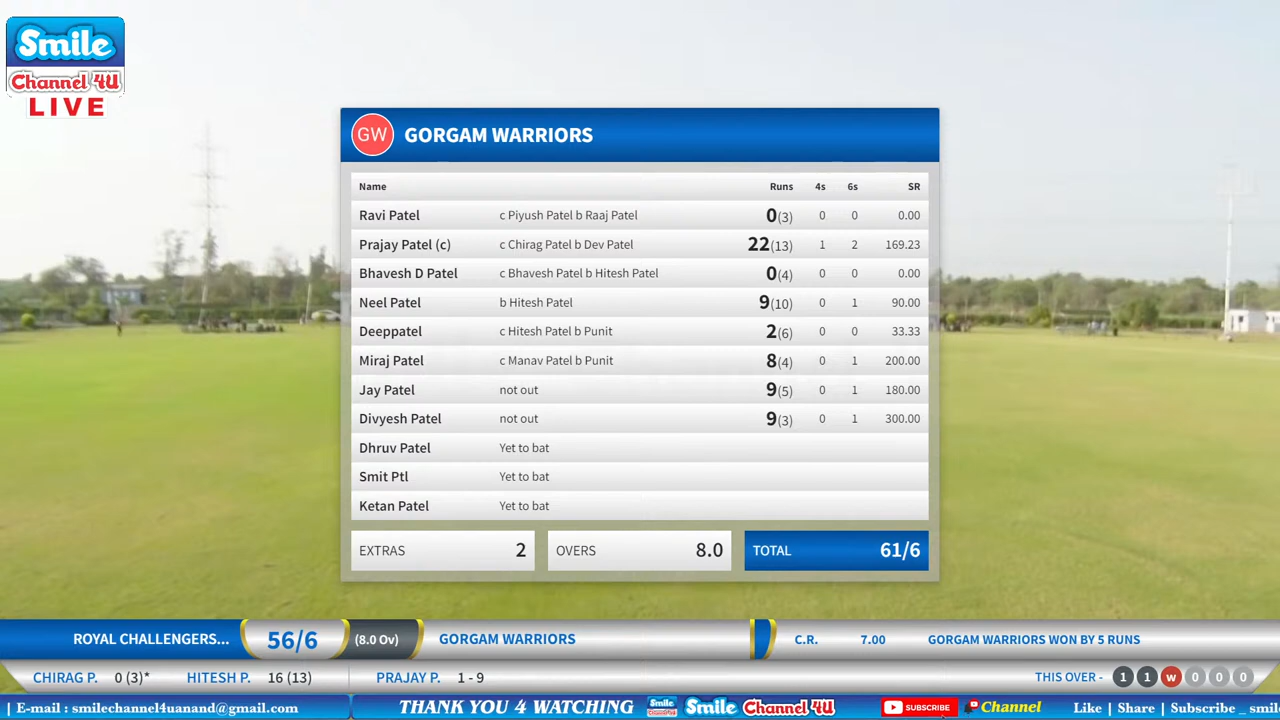 Smile
Channel 4U
LIVE
GW GORGAM WARRIORS
Name Runs 4s 6s SR
Ravi Patel c Piyush Patel b Raaj Patel 0(3) 0 0 0.00
Prajay Patel (c) c Chirag Patel b Dev Patel 22(13) 1 2 169.23
Bhavesh D Patel c Bhavesh Patel b Hitesh Patel 0(4) 0 0 0.00
Neel Patel b Hitesh Patel 9(10) 0 1 90.00
Deeppatel c Hitesh Patel b Punit 2(6) 0 0 33.33
Miraj Patel c Manav Patel b Punit 8(4) 0 1 200.00
Jay Patel not out 9(5) 0 1 180.00
Divyesh Patel not out 9(3) 0 1 300.00
Dhruv Patel Yet to bat
Smit Ptl Yet to bat
Ketan Patel Yet to bat
EXTRAS 2 OVERS 8.0 TOTAL 61/6
ROYAL CHALLENGERS... 56/6 (8.0 Ov) GORGAM WARRIORS C.R. 7.00 GORGAM WARRIORS WON BY 5 RUNS
CHIRAG P. 0 (3)* HITESH P. 16 (13) PRAJAY P. 1 - 9 THIS OVER - 1 1 W 0 0 0
| E-mail : smilechannel4uanand@gmail.com THANK YOU 4 WATCHING Smile Channel 4U Smile Channel 4U SUBSCRIBE Channel Like | Share | Subscribe _ smil